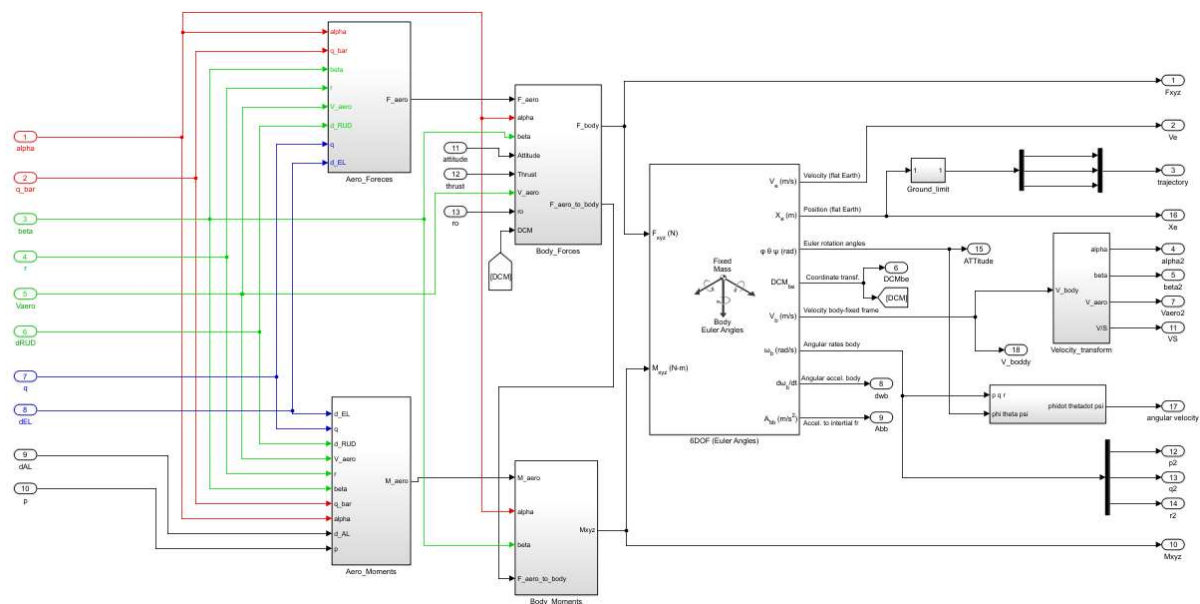 1
alpha
2
q_bar
3
beta
4
r
5
Vaero
6
dRUD
7
q
8
dEL
9
dAL
10
p
alpha
q_bar
beta
r
V_aero
d_RUD
q
d_EL
F_aero
Aero_Foreces
d_EL
q
d_RUD
V_aero
r
beta
q_bar
alpha
d_AL
p
M_aero
Aero_Moments
11
attitude
12
thrust
13
ro
[DCM]
F_aero
alpha
beta
Attitude
Thrust
V_aero
ro
DCM
F_body
F_aero_to_body
Body_Forces
M_aero
alpha
beta
F_aero_to_body
Mxyz
Body_Moments
F_xyz (N)
M_xyz (N-m)
Fixed
Mass
Body
Euler Angles
V_e (m/s)
X_e (m)
φ θ ψ (rad)
DCM_be
V_b (m/s)
ω_b (rad/s)
dω_b/dt
A_bb (m/s²)
6DOF (Euler Angles)
Velocity (flat Earth)
Position (flat Earth)
Euler rotation angles
Coordinate transf.
Velocity body-fixed frame
Angular rates body
Angular accel. body
Accel. to intertial fr
1 1
Ground_limit
15
ATTitude
6
DCMbe
[DCM]
18
V_boddy
8
dwb
9
Abb
V_body
alpha
beta
V_aero
V/S
Velocity_transform
p q r
phi theta psi
phidot thetadot psi
1
Fxyz
2
Ve
3
trajectory
16
Xe
4
alpha2
5
beta2
7
Vaero2
11
VS
17
angular velocity
12
p2
13
q2
14
r2
10
Mxyz